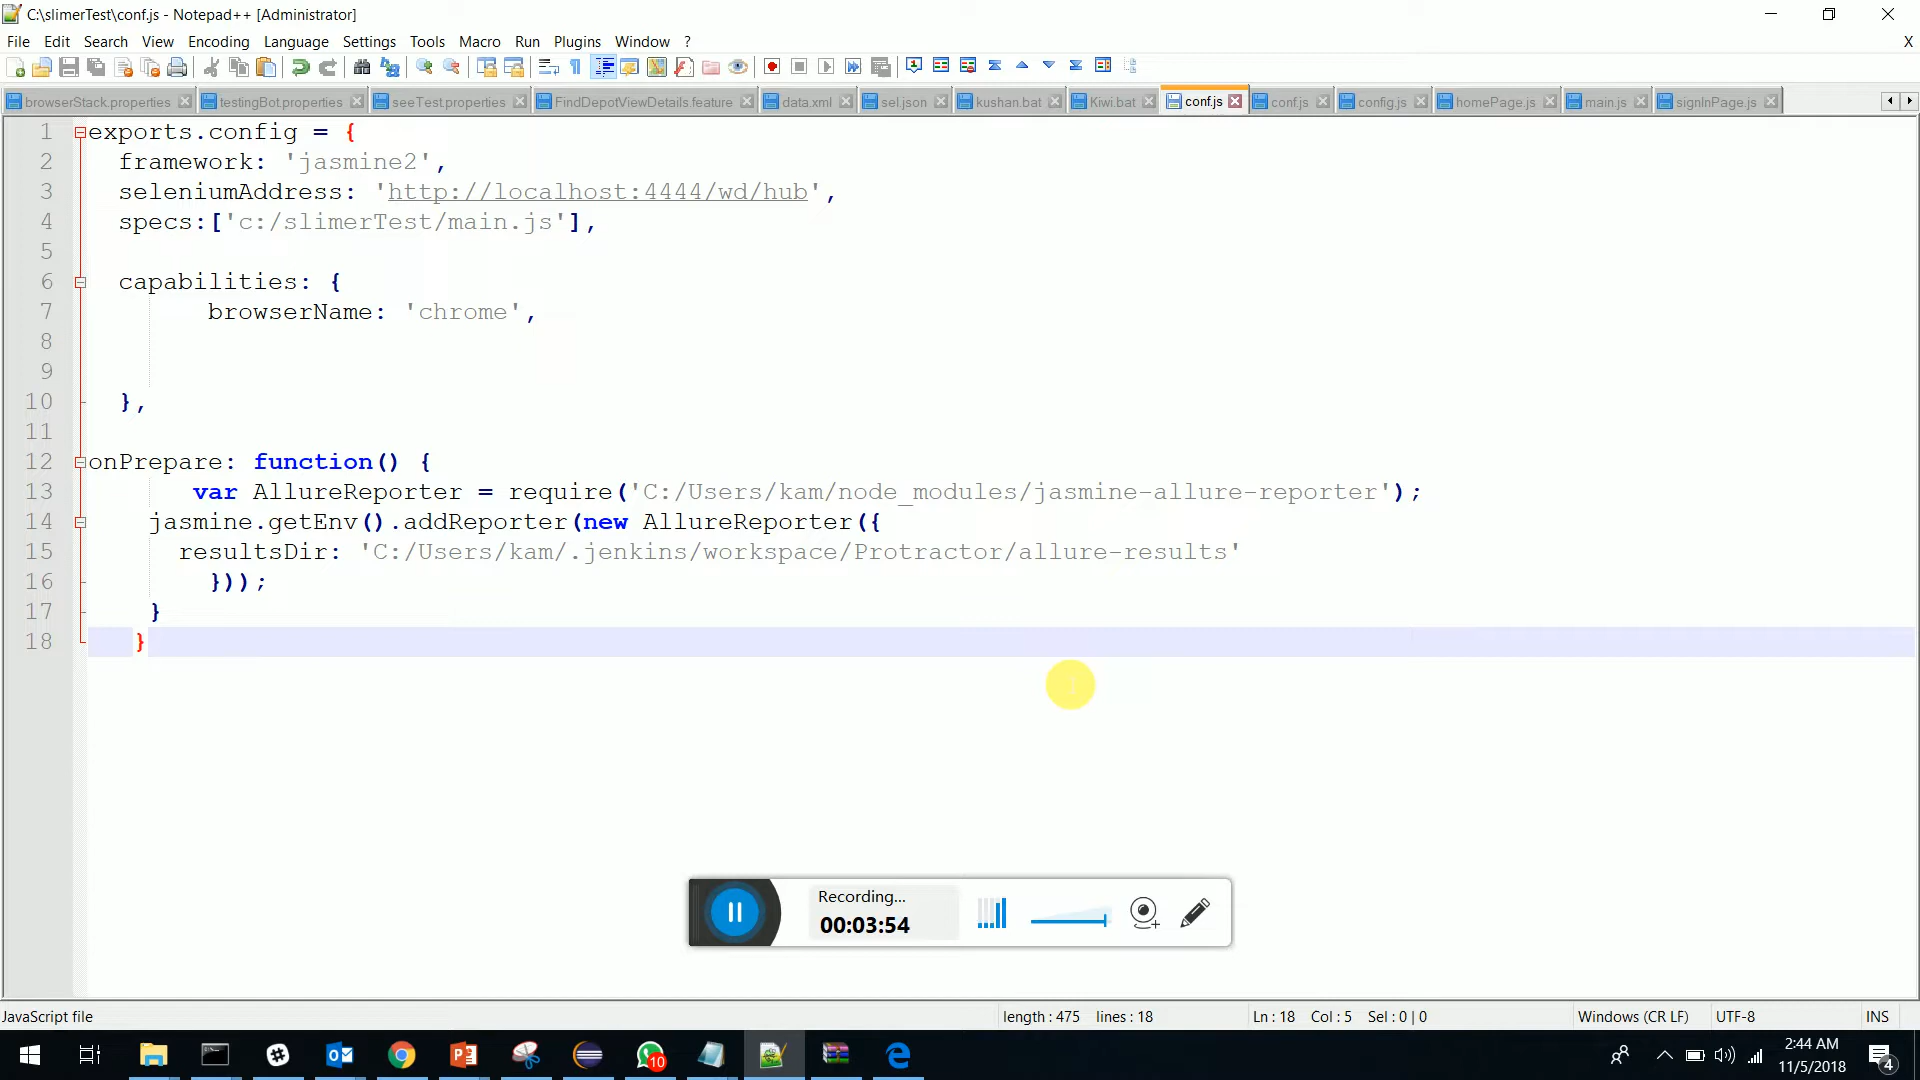 C:\slimerTest\conf.js - Notepad++ [Administrator]
File Edit Search View Encoding Language Settings Tools Macro Run Plugins Window ? X
browserStack.properties testingBot.properties seeTest.properties FindDepotViewDetails.feature data.xml sel.json kushan.bat Kiwi.bat conf.js conf.js config.js homePage.js main.js signInPage.js
1 exports.config = {
2 framework: 'jasmine2',
3 seleniumAddress: 'http://localhost:4444/wd/hub',
4 specs:['c:/slimerTest/main.js'],
5
6 capabilities: {
7 browserName: 'chrome',
8
9
10 },
11
12 onPrepare: function() {
13 var AllureReporter = require('C:/Users/kam/node_modules/jasmine-allure-reporter');
14 jasmine.getEnv().addReporter(new AllureReporter({
15 resultsDir: 'C:/Users/kam/.jenkins/workspace/Protractor/allure-results'
16 }));
17 }
18 }
Recording...
00:03:54
JavaScript file length : 475 lines : 18 Ln : 18 Col : 5 Sel : 0 | 0 Windows (CR LF) UTF-8 INS
10
2:44 AM
11/5/2018
4